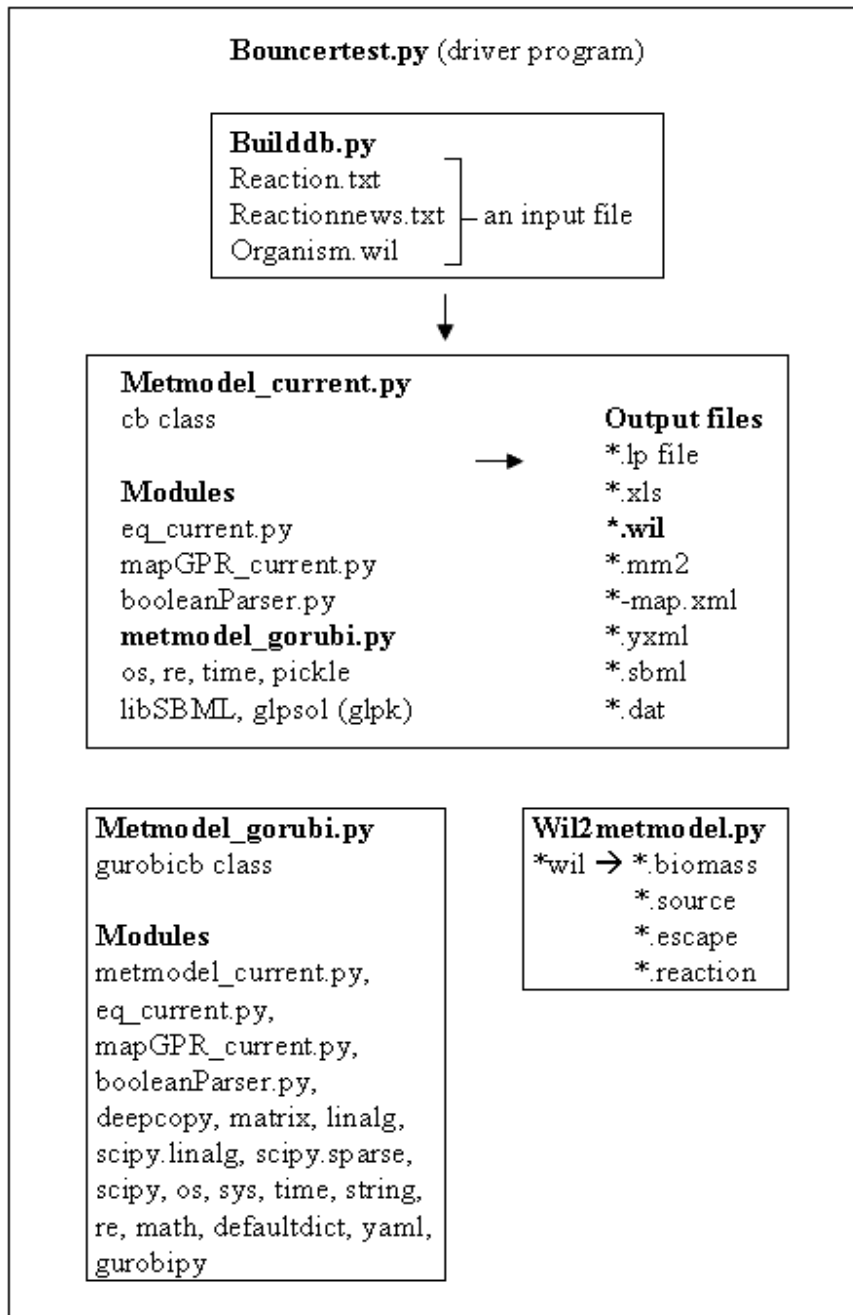 Bouncertest.py (driver program)
Builddb.py
Reaction.txt
Reactionnews.txt
an input file
Organism.wil
Metmodel_current.py
cb class
Modules
eq_current.py
mapGPR_current.py
booleanParser.py
metmodel_gorubi.py
os, re, time, pickle
libSBML, glpsol (glpk)
Output files
*.lp file
*.xls
*.wil
*.mm2
*-map.xml
*.yxml
*.sbml
*.dat
Metmodel_gorubi.py
gurobicb class
Modules
metmodel_current.py,
eq_current.py,
mapGPR_current.py,
booleanParser.py,
deepcopy, matrix, linalg,
scipy.linalg, scipy.sparse,
scipy, os, sys, time, string,
re, math, defaultdict, yaml,
gurobipy
Wil2metmodel.py
*wil → *.biomass
*.source
*.escape
*.reaction